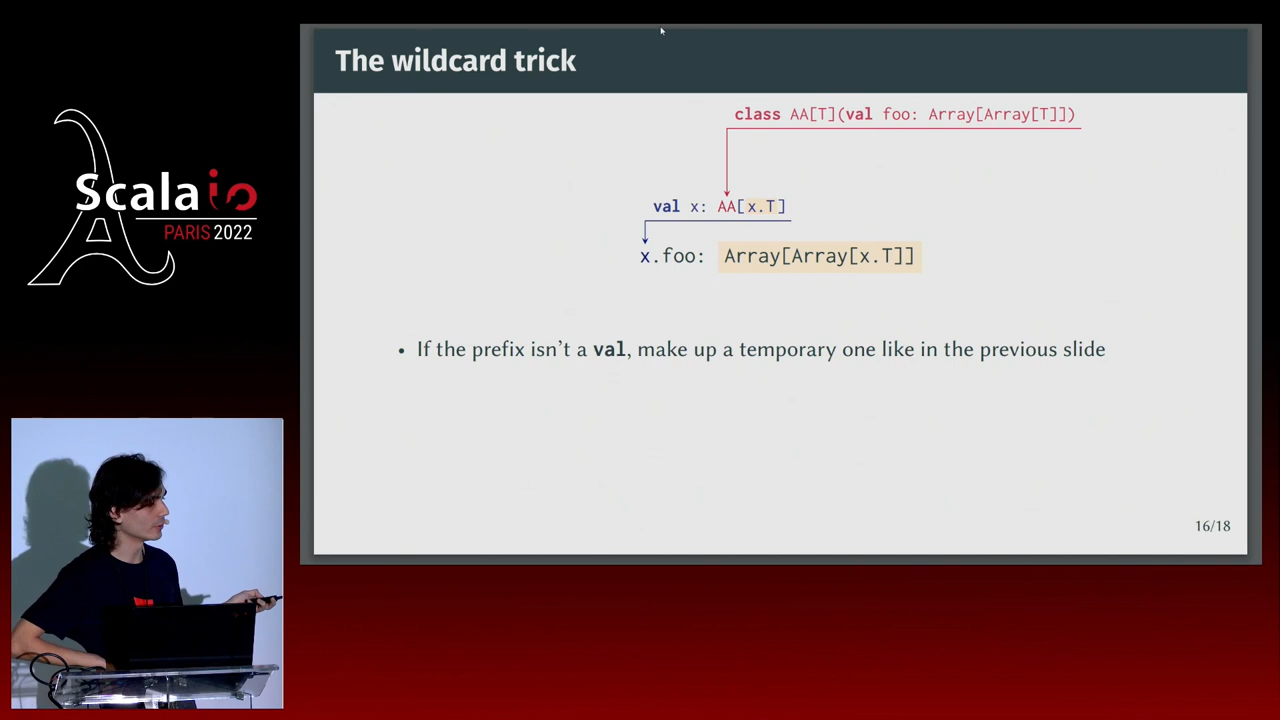 The wildcard trick
class AA[T](val foo: Array[Array[T]])
val x: AA[x.T]
x.foo: Array[Array[x.T]]
• If the prefix isn't a val, make up a temporary one like in the previous slide
16/18
Scala io
PARIS 2022